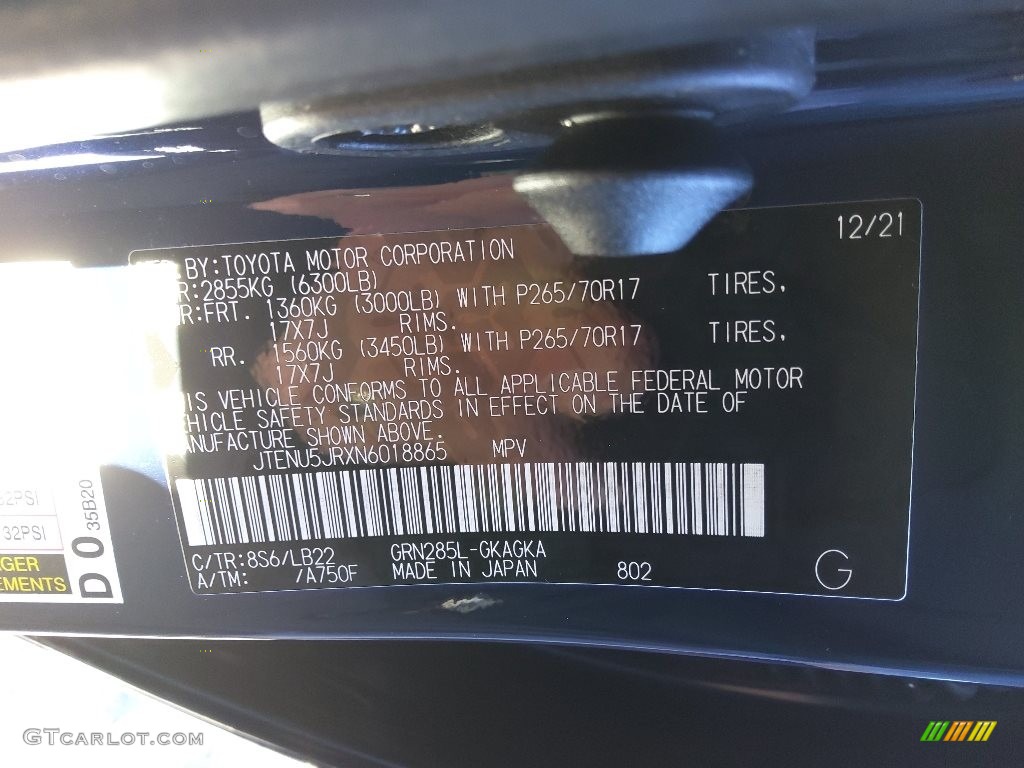 12/21
BY:TOYOTA MOTOR CORPORATION
R:2855KG (6300LB)
R:FRT. 1360KG (3000LB) WITH P265/70R17 TIRES,
17X7J RIMS.
RR. 1560KG (3450LB) WITH P265/70R17 TIRES,
17X7J RIMS.
IS VEHICLE CONFORMS TO ALL APPLICABLE FEDERAL MOTOR
HICLE SAFETY STANDARDS IN EFFECT ON THE DATE OF
ANUFACTURE SHOWN ABOVE.
JTENU5JRXN6018865 MPV
C/TR:8S6/LB22 GRN285L-GKAGKA
A/TM: /A750F MADE IN JAPAN 802
G
32PSI
32PSI
GER
EMENTS
D 0 35B20
GTCARLOT.COM